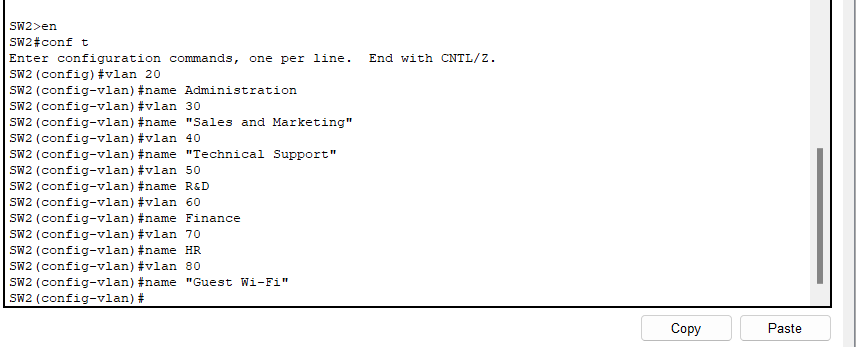 SW2>en
SW2#conf t
Enter configuration commands, one per line.  End with CNTL/Z.
SW2(config)#vlan 20
SW2(config-vlan)#name Administration
SW2(config-vlan)#vlan 30
SW2(config-vlan)#name "Sales and Marketing"
SW2(config-vlan)#vlan 40
SW2(config-vlan)#name "Technical Support"
SW2(config-vlan)#vlan 50
SW2(config-vlan)#name R&D
SW2(config-vlan)#vlan 60
SW2(config-vlan)#name Finance
SW2(config-vlan)#vlan 70
SW2(config-vlan)#name HR
SW2(config-vlan)#vlan 80
SW2(config-vlan)#name "Guest Wi-Fi"
SW2(config-vlan)#
Copy
Paste